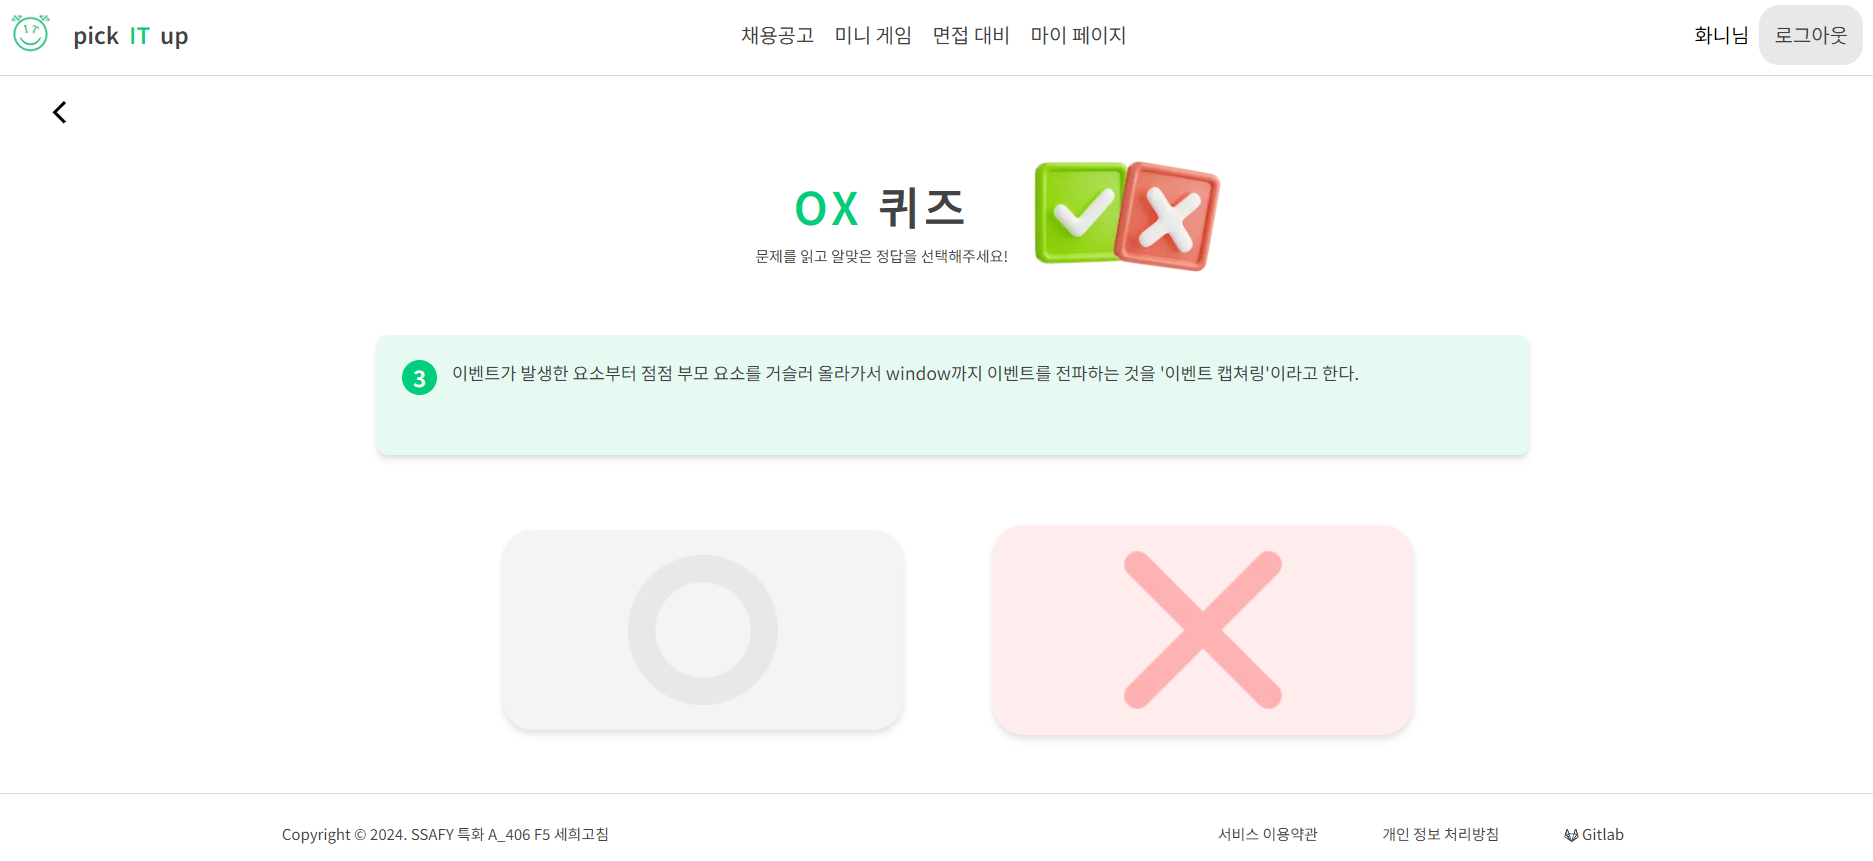 pick IT up
채용공고 미니 게임 면접 대비 마이 페이지
화니님 로그아웃
OX 퀴즈
문제를 읽고 알맞은 정답을 선택해주세요!
3 이벤트가 발생한 요소부터 점점 부모 요소를 거슬러 올라가서 window까지 이벤트를 전파하는 것을 '이벤트 캡쳐링'이라고 한다.
Copyright © 2024. SSAFY 특화 A_406 F5 세희고침
서비스 이용약관 개인 정보 처리방침 Gitlab